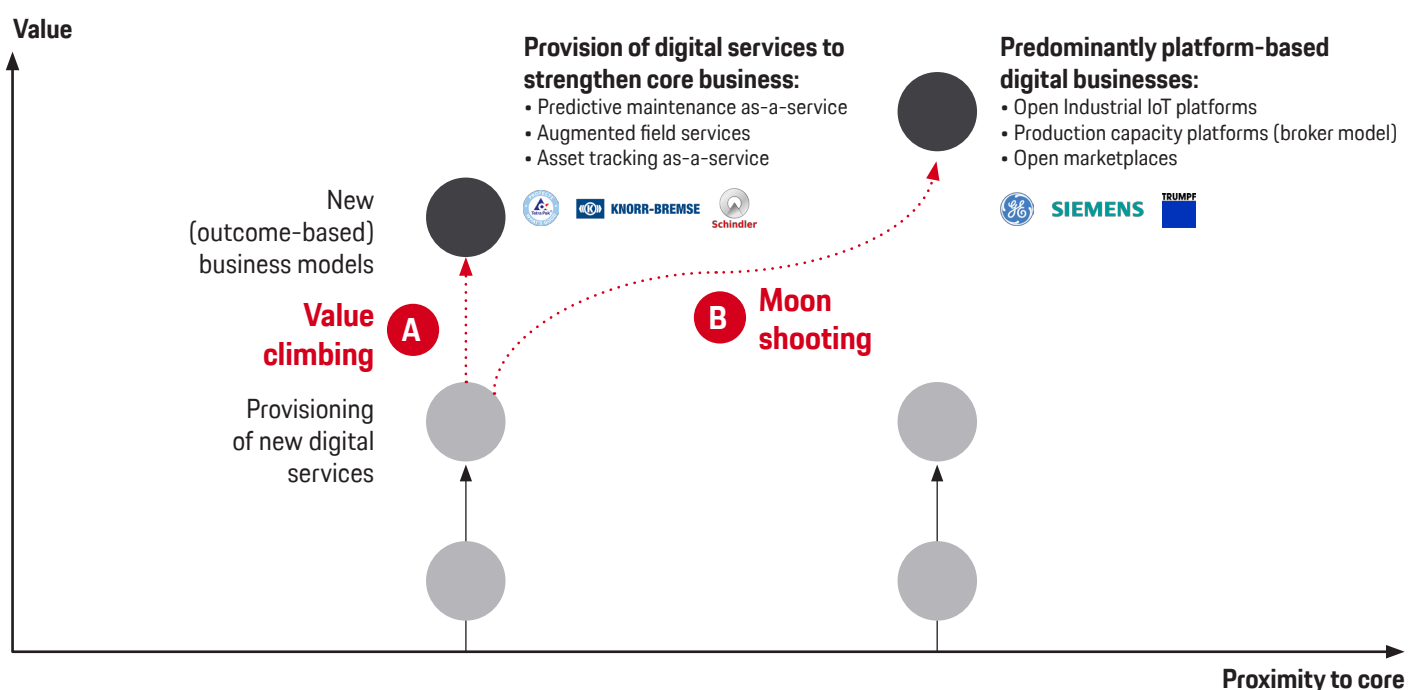 Value
Provision of digital services to
strengthen core business:
• Predictive maintenance as-a-service
• Augmented field services
• Asset tracking as-a-service
Tetra Pak
KNORR-BREMSE
Schindler
Predominantly platform-based
digital businesses:
• Open Industrial IoT platforms
• Production capacity platforms (broker model)
• Open marketplaces
GE
SIEMENS
TRUMPF
New
(outcome-based)
business models
Value
climbing
A
B
Moon
shooting
Provisioning
of new digital
services
Proximity to core